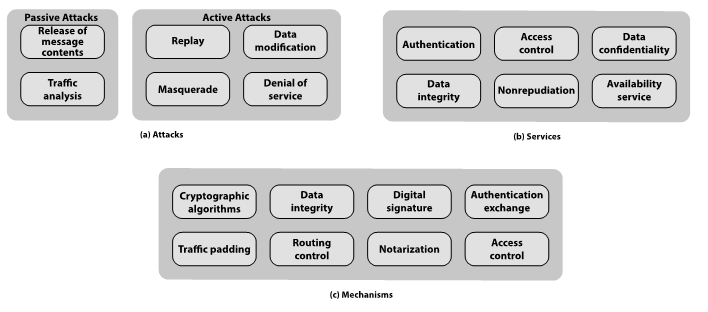 Passive Attacks
Release of
message
contents
Traffic
analysis
Active Attacks
Replay
Data
modification
Masquerade
Denial of
service
(a) Attacks
Authentication
Access
control
Data
confidentiality
Data
integrity
Nonrepudiation
Availability
service
(b) Services
Cryptographic
algorithms
Data
integrity
Digital
signature
Authentication
exchange
Traffic padding
Routing
control
Notarization
Access
control
(c) Mechanisms